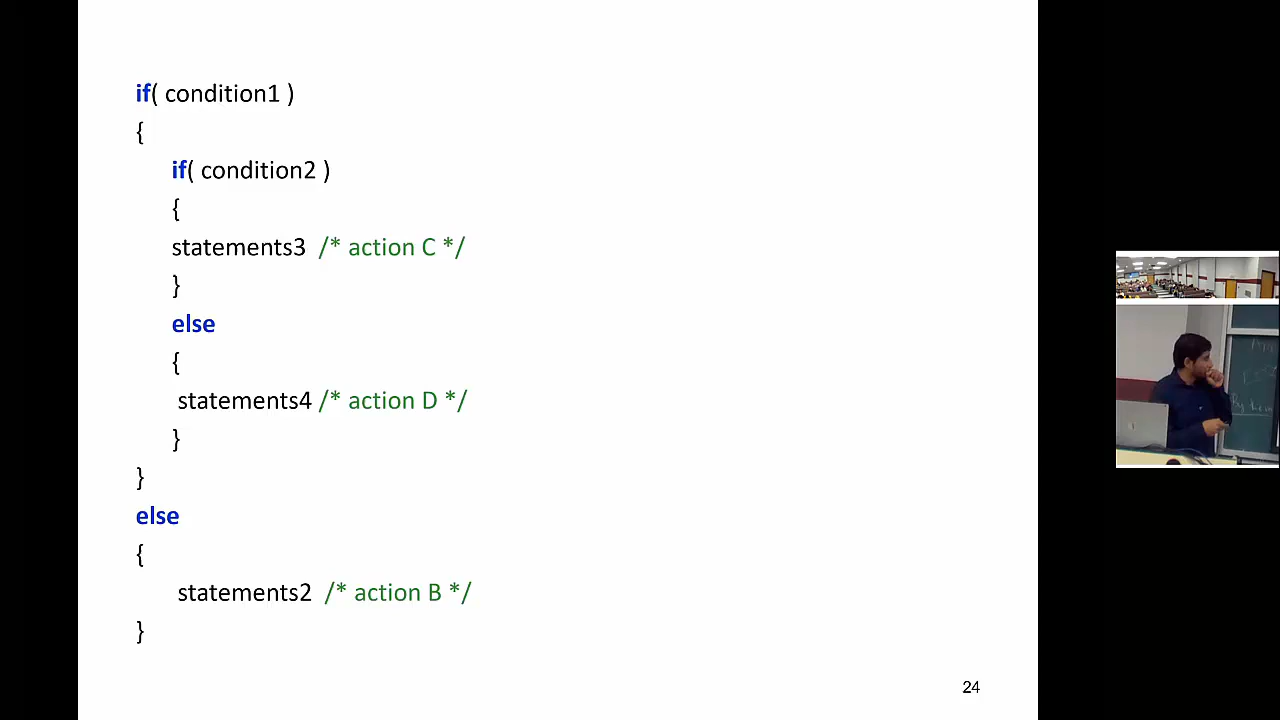 if( condition1 )
{
if( condition2 )
{
statements3 /* action C */
}
else
{
statements4 /* action D */
}
}
else
{
statements2 /* action B */
}
24